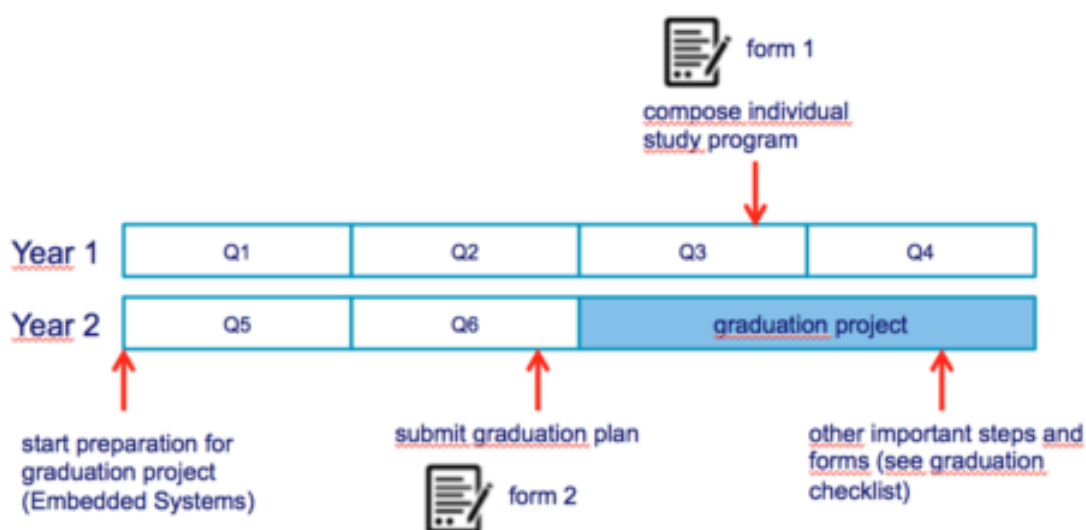 form 1
compose individual
study program
Year 1
Q1
Q2
Q3
Q4
Year 2
Q5
Q6
graduation project
start preparation for
graduation project
(Embedded Systems)
submit graduation plan
form 2
other important steps and
forms (see graduation
checklist)